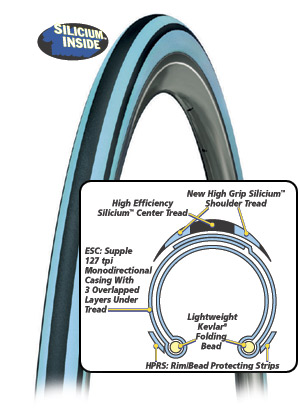 SILICIUM
INSIDE
New High Grip Silicium™
Shoulder Tread
High Efficiency
Silicium™ Center Tread
ESC: Supple
127 tpi
Monodirectional
Casing With
3 Overlapped
Layers Under
Tread
Lightweight
Kevlar®
Folding
Bead
HPRS: Rim/Bead Protecting Strips